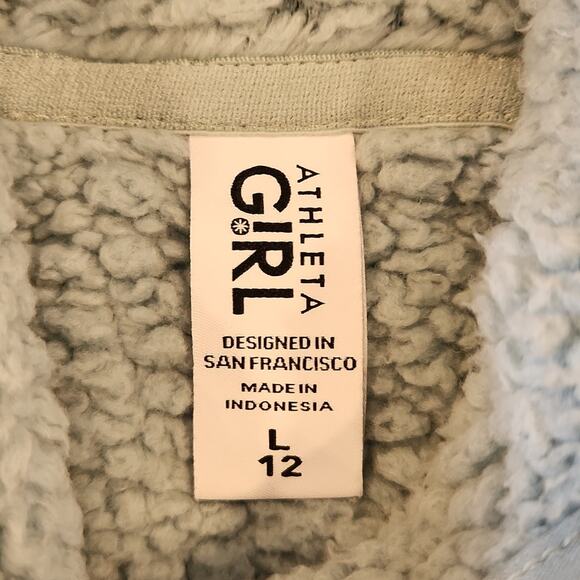 ATHLETA
GIRL
DESIGNED IN
SAN FRANCISCO
MADE IN
INDONESIA
L
12